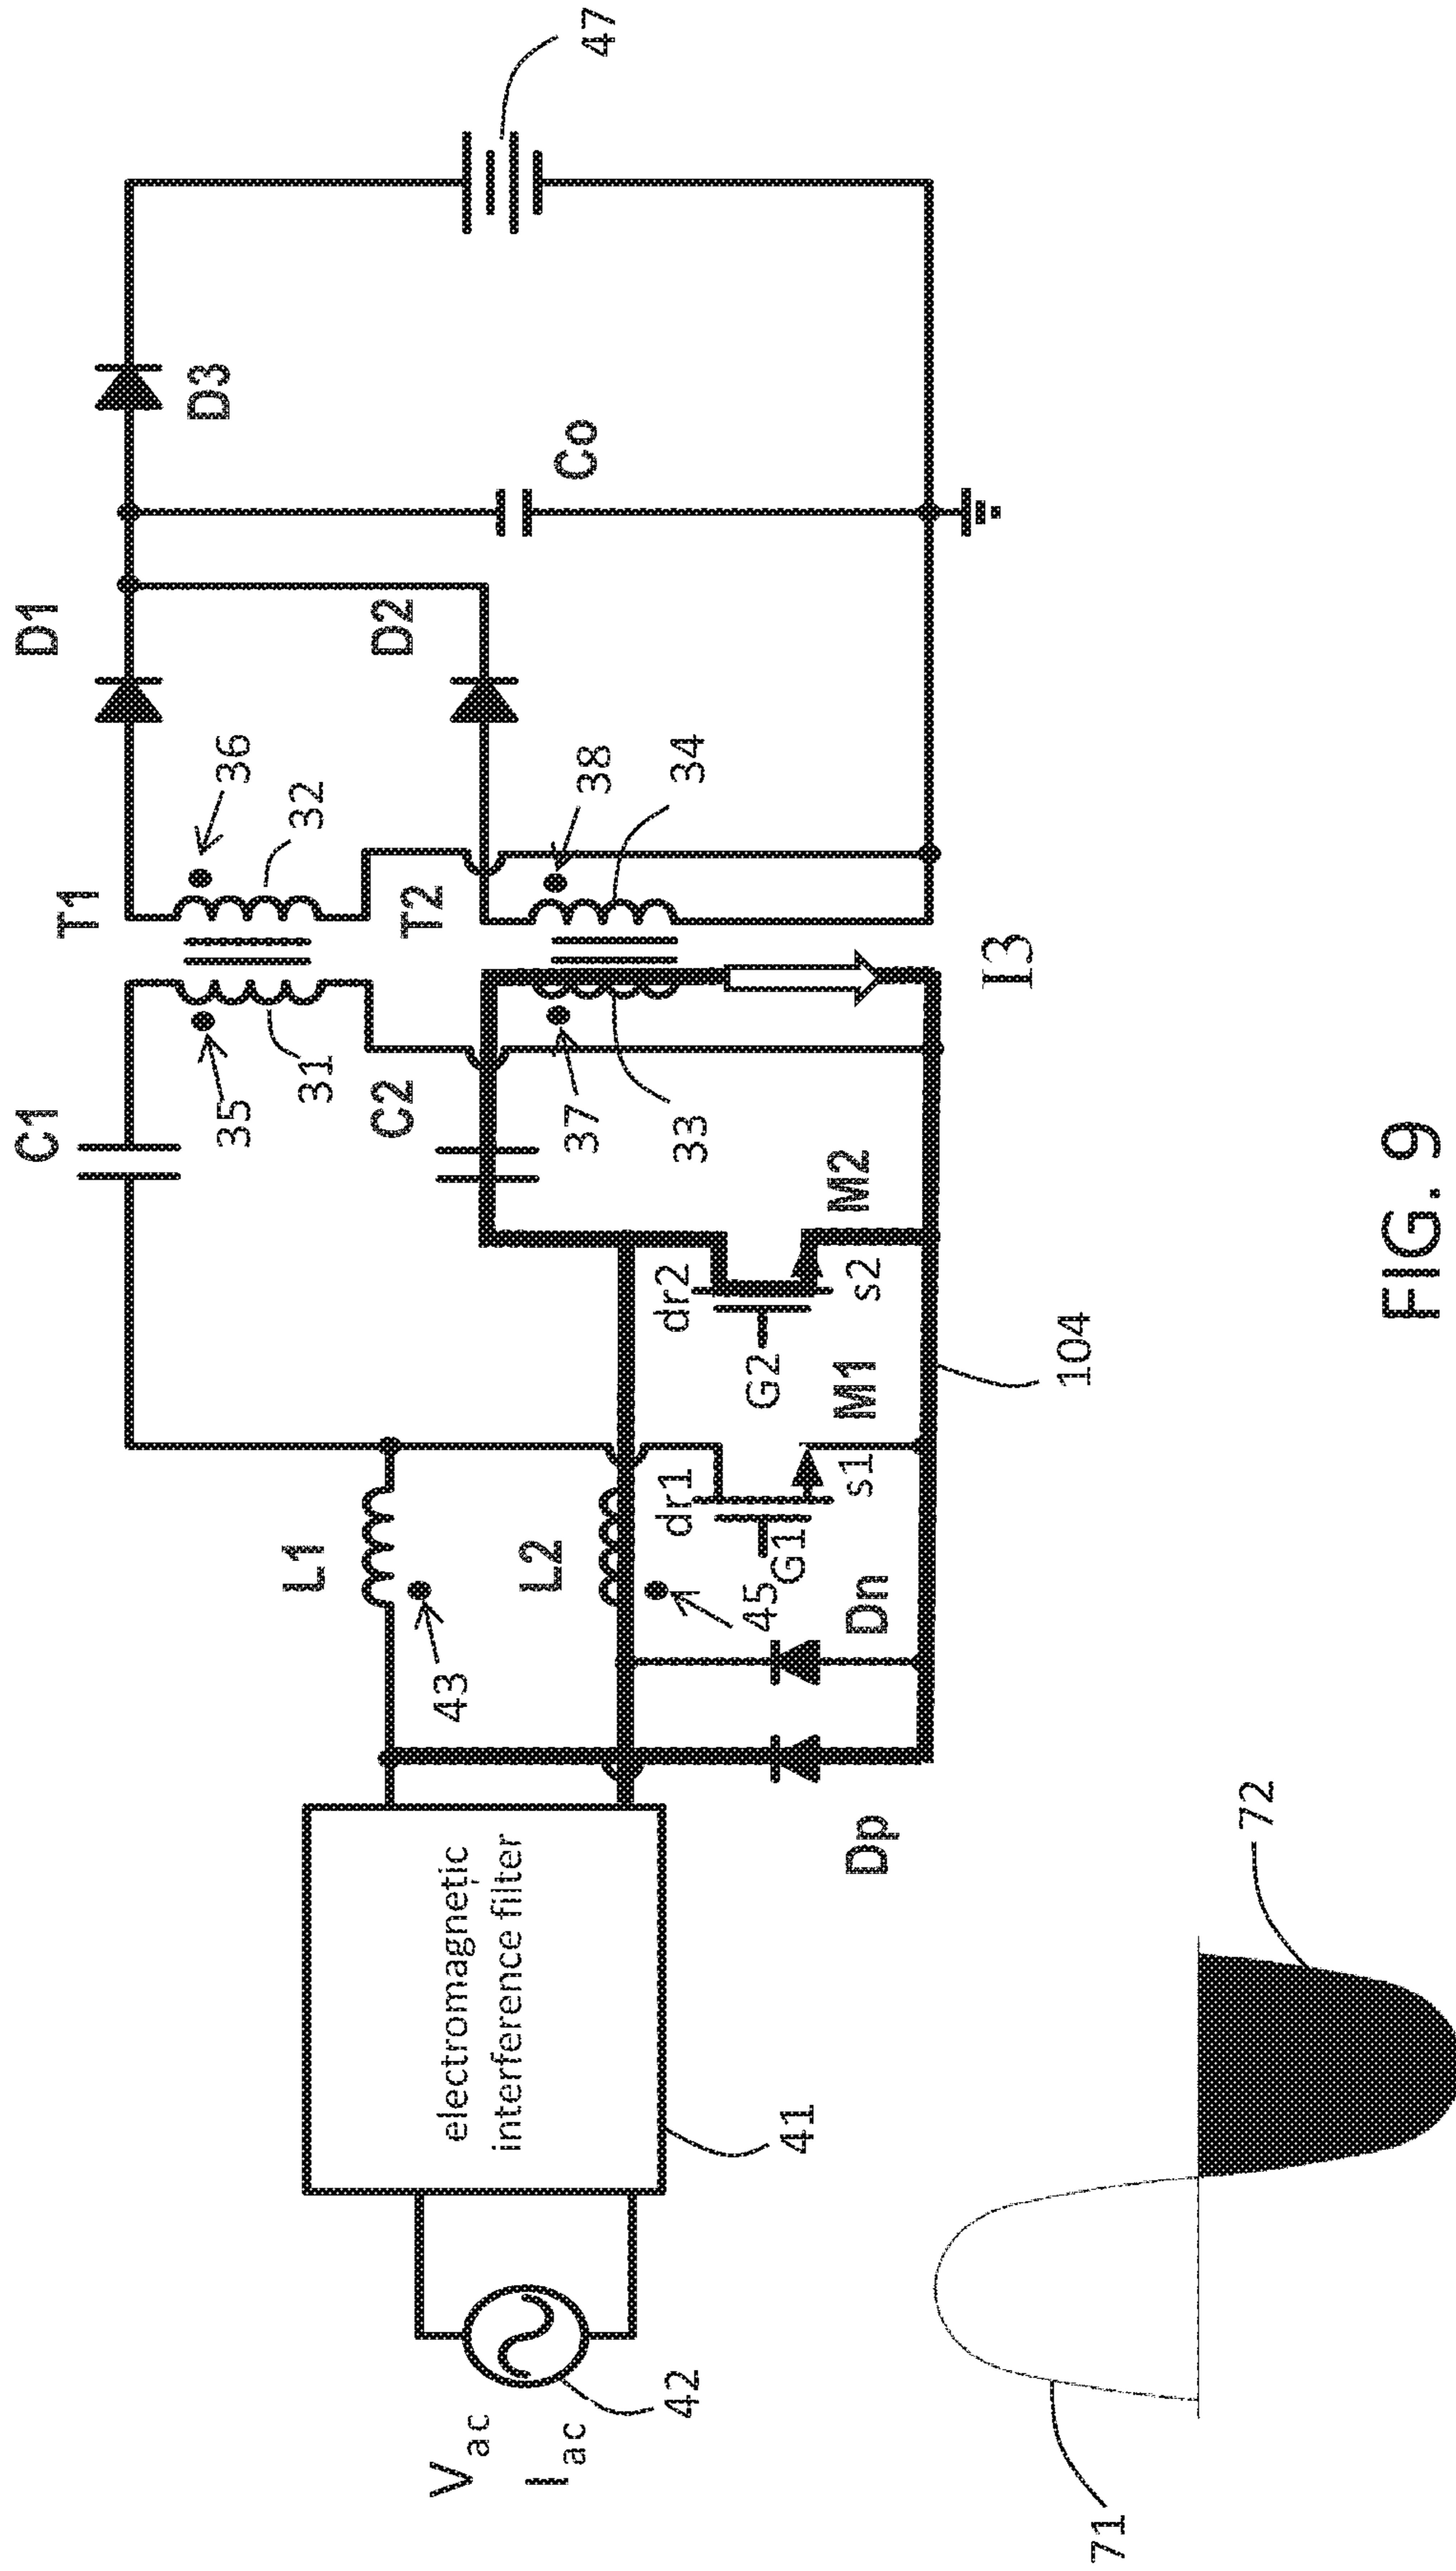 V ac
I ac
42
electromagnetic
interference filter
41
L1
43
L2
45
Dp
Dn
G1
dr1
s1
M1
G2
dr2
s2
M2
104
C1
C2
35
31
37
33
T1
T2
36
32
38
34
I3
D1
D2
D3
Co
47
71
72
FIG. 9